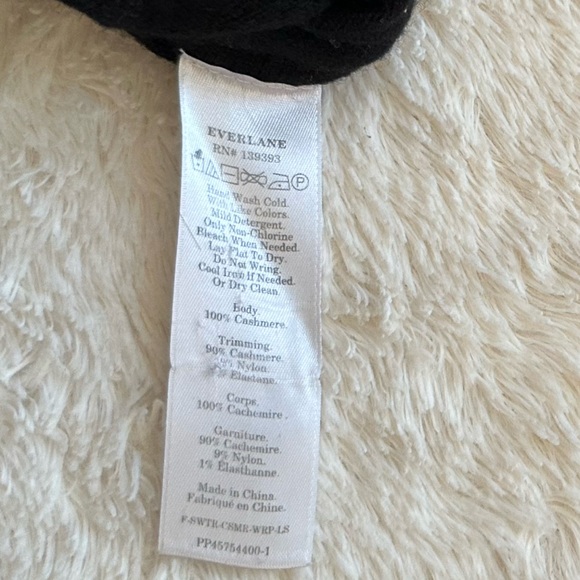 EVERLANE
RN# 139393
Hand Wash Cold.
With Like Colors.
Mild Detergent.
Only Non-Chlorine
Bleach When Needed.
Lay Flat To Dry.
Do Not Wring.
Cool Iron If Needed.
Or Dry Clean.
Body.
100% Cashmere.
Trimming.
90% Cashmere.
9% Nylon.
Elastane.
Corps.
100% Cachemire.
Garniture.
90% Cachemire.
9% Nylon.
1% Elasthanne.
Made in China.
Fabriqué en Chine.
F-SWTR-CSMR-WRP-LS
PP45754400-1